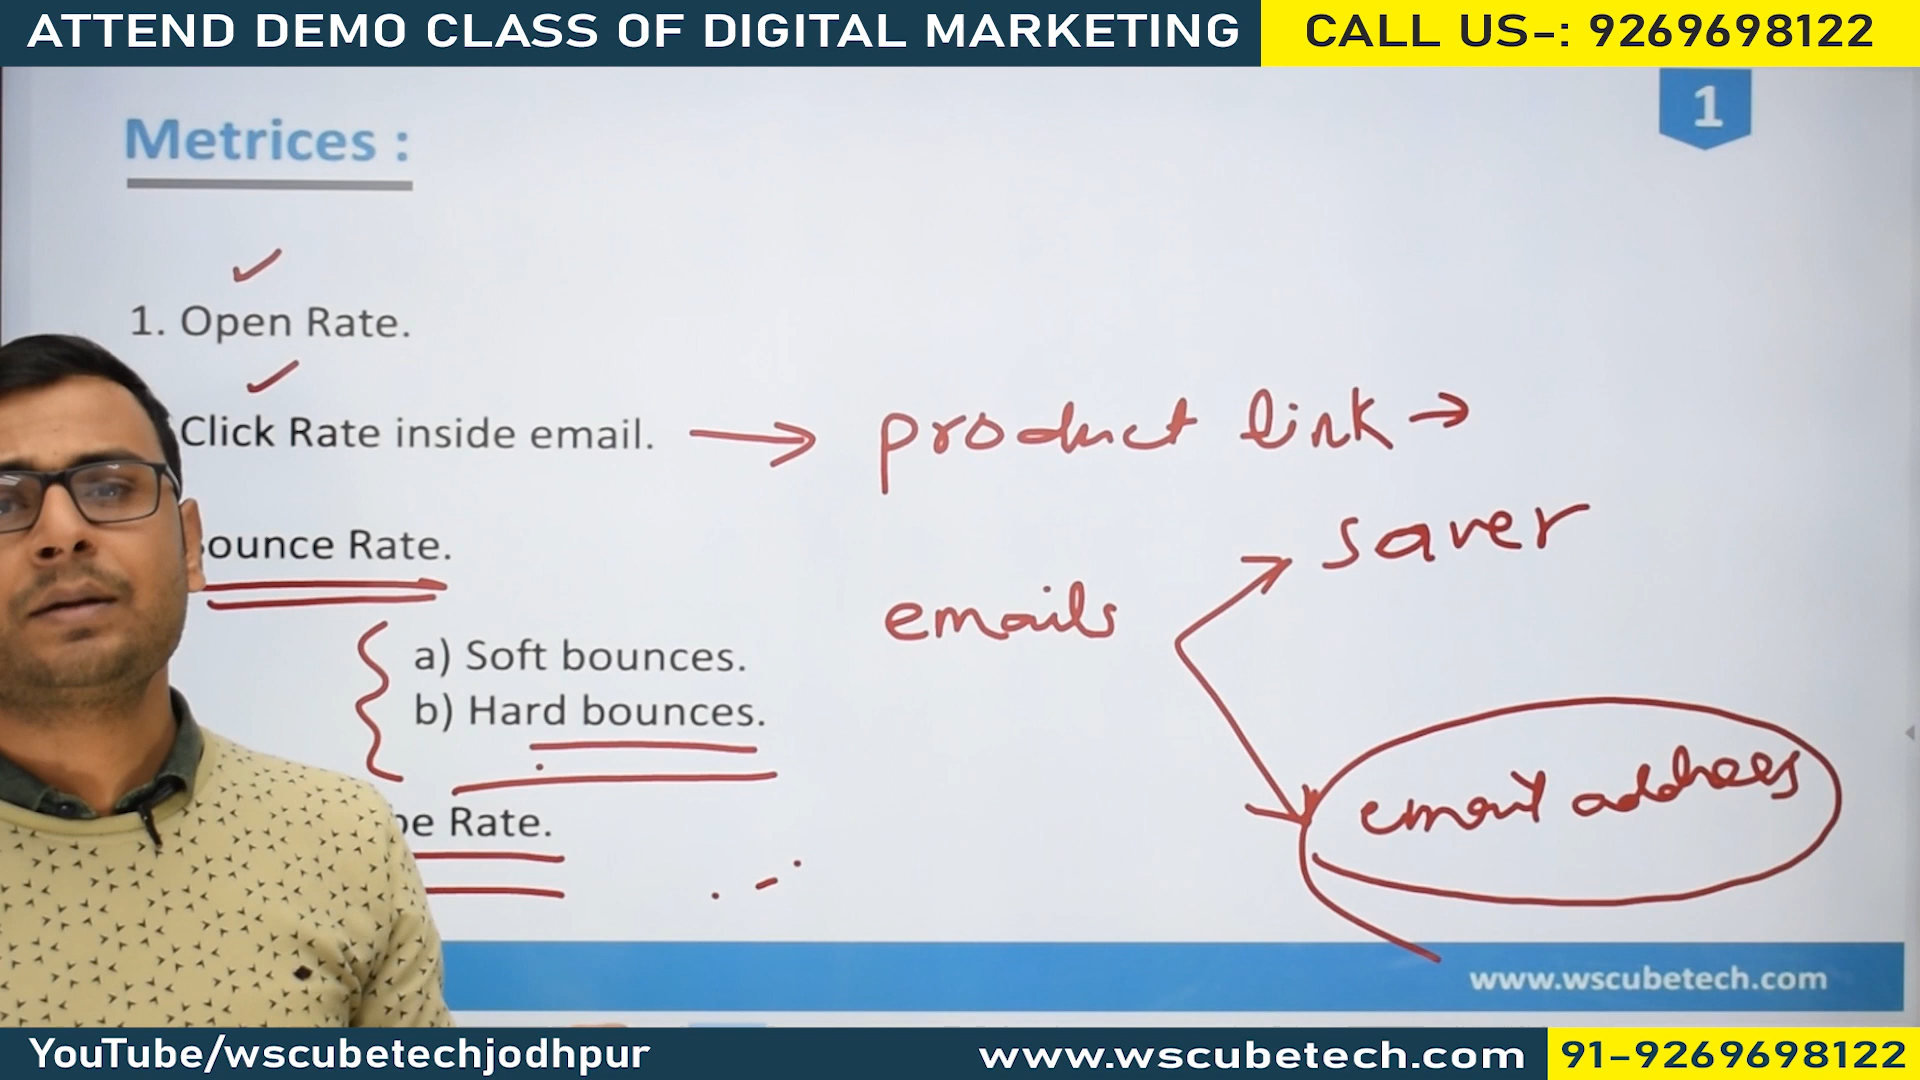 ATTEND DEMO CLASS OF DIGITAL MARKETING
CALL US-: 9269698122
1
Metrices :
1. Open Rate.
Click Rate inside email. → product link →
ounce Rate.
saver
emails
a) Soft bounces.
b) Hard bounces.
email address
pe Rate.
www.wscubetech.com
YouTube/wscubetechjodhpur
www.wscubetech.com
91-9269698122